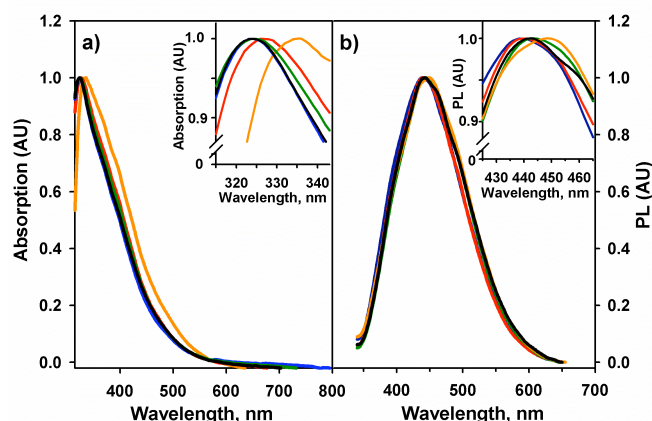 a)
Absorption (AU)
1.2
1.0
0.8
0.6
0.4
0.2
0.0
400 500 600 700 800
Wavelength, nm
Absorption (AU)
1.0
0.9
0
320 330 340
Wavelength, nm
b)
PL (AU)
1.2
1.0
0.8
0.6
0.4
0.2
0.0
400 500 600 700
Wavelength, nm
PL (AU)
1.0
0.9
0
430 440 450 460
Wavelength, nm